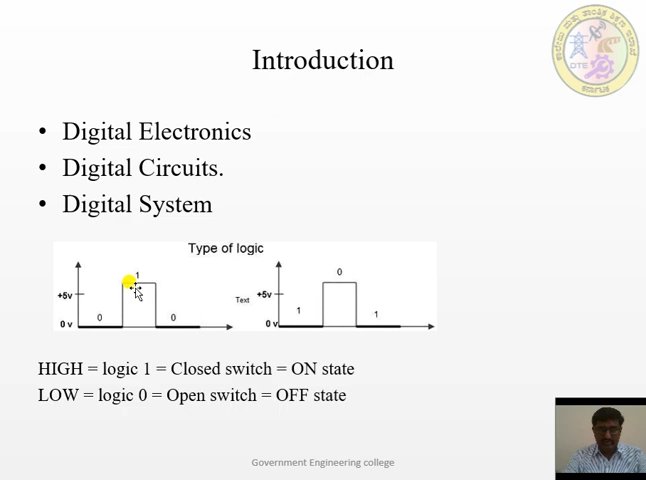 Introduction
• Digital Electronics
• Digital Circuits.
• Digital System
Type of logic
1
+5v
0
0
0 v
Text
0
+5v
1
1
0 v
HIGH = logic 1 = Closed switch = ON state
LOW = logic 0 = Open switch = OFF state
Government Engineering college
DTE
ಕರ್ನಾಟಕ